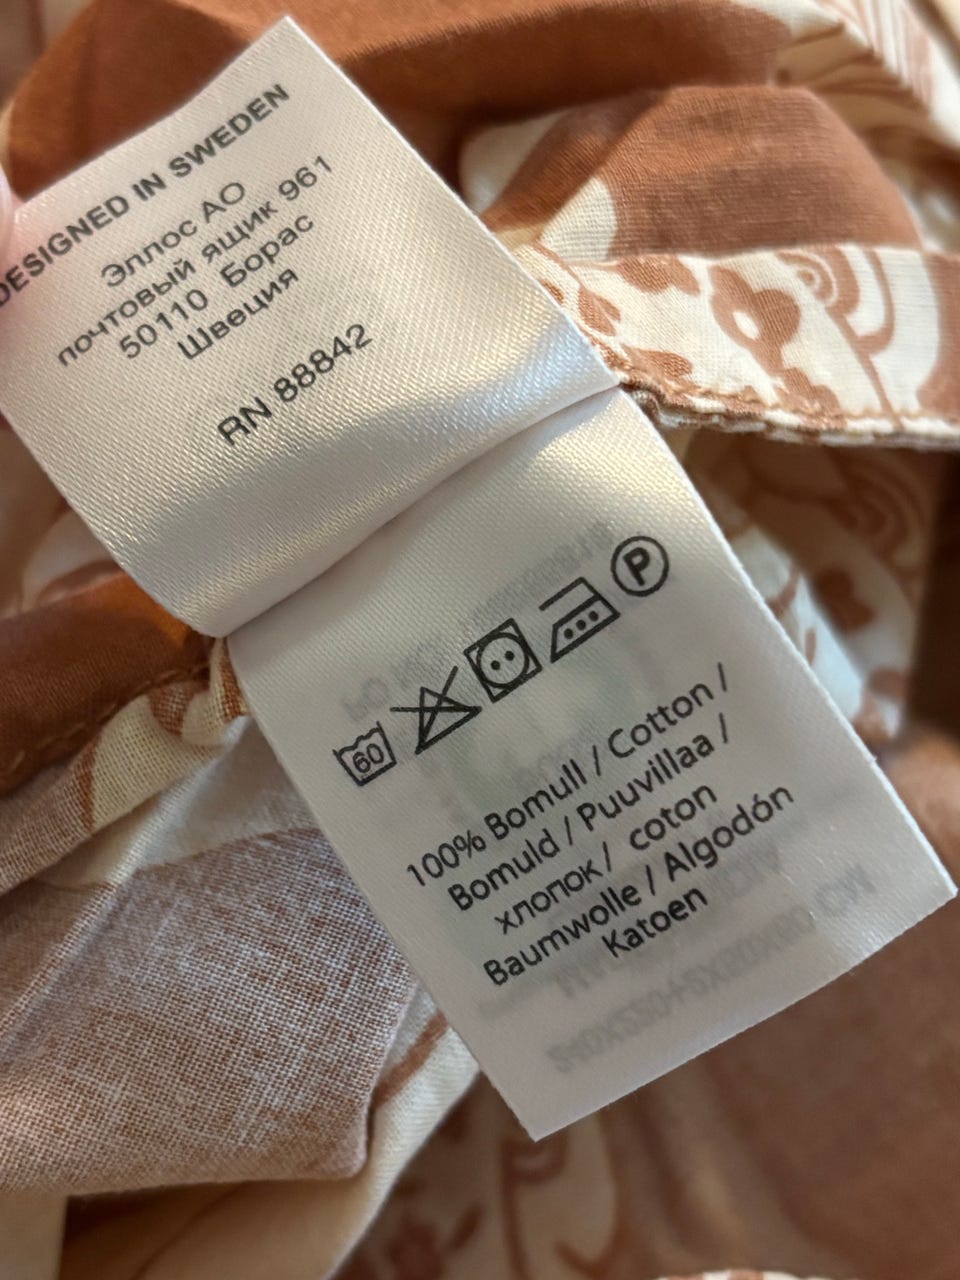 DESIGNED IN SWEDEN
Эллос АО
почтовый ящик 961
50110 Борас
Швеция
RN 88842
P
60
100% Bomull / Cotton /
Bomuld / Puuvillaa /
хлопок / coton
Baumwolle / Algodón
Katoen